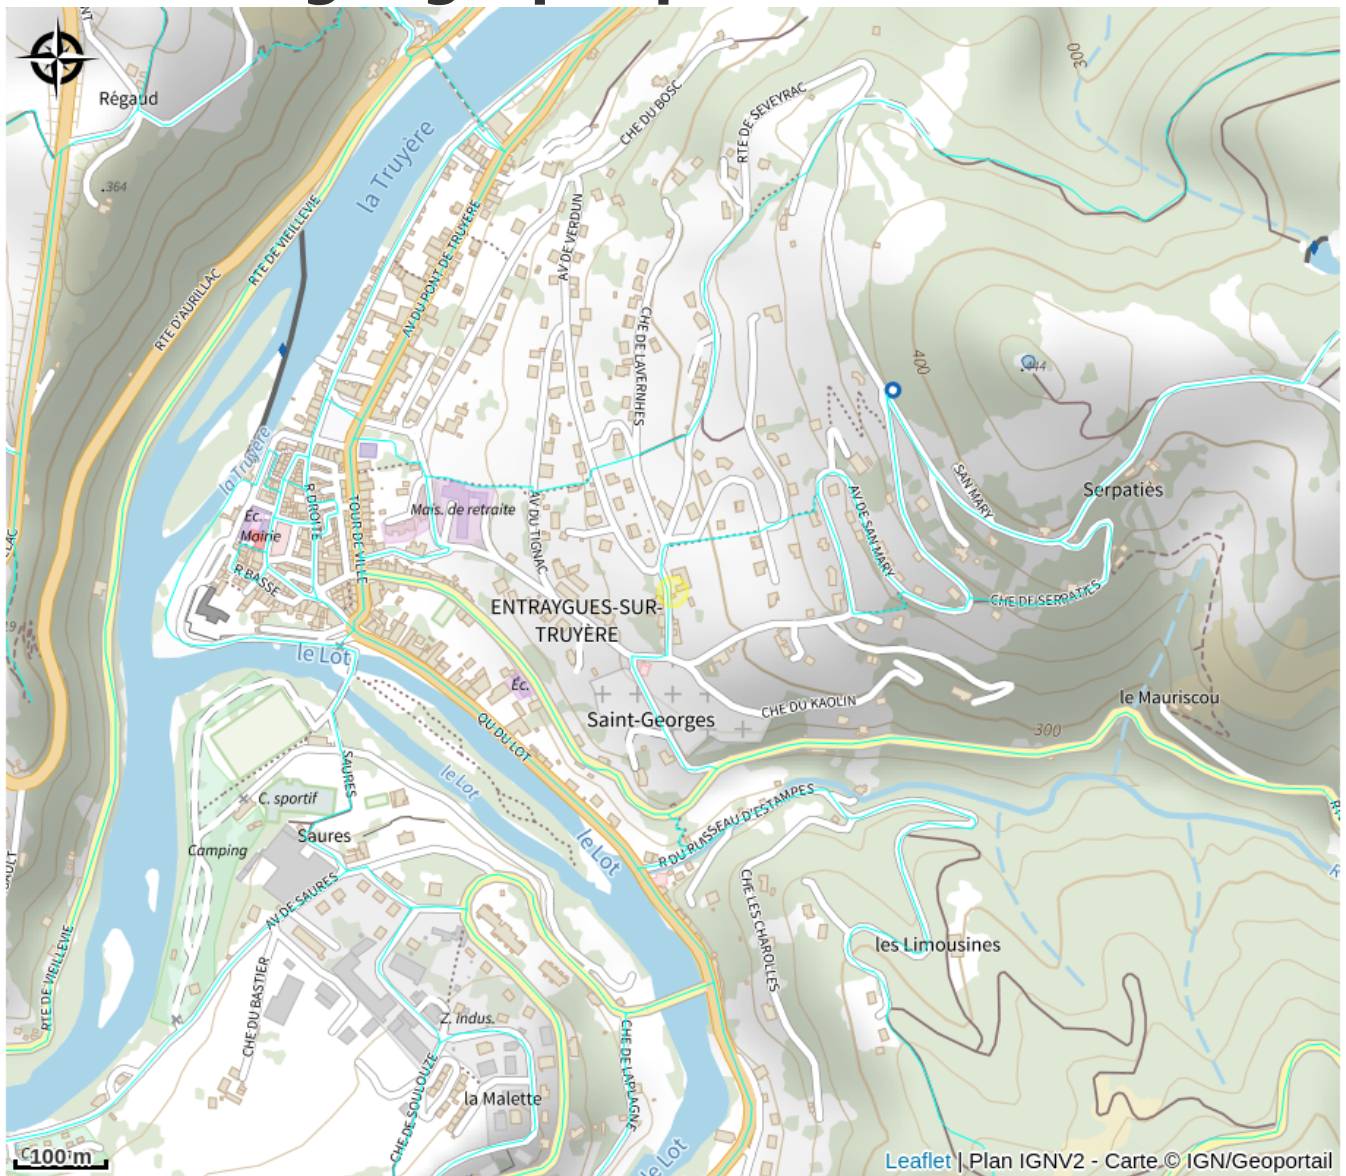 Régaud
.364
la Truyère
CHE DU BOSC
RTE DE SEVEYRAC
300
RTE DE VIEILLEVIE
AV DU PONT DE TRUYÈRE
AV DE VERDUN
RTE D'AURILLAC
CHE DE LAVERNHES
400
.444
la Truyère
R DROITE
TOUR DE VILLE
Mais. de retraite
AV DU TIGNAC
SAN MARY
Serpatiès
AV DE SAN MARY
Éc.
Mairie
R BASSE
CHE DE SERPATIES
ENTRAYGUES-SUR-
TRUYÈRE
le Lot
Éc.
Saint-Georges
CHE DU KAOLIN
le Mauriscou
300
QU DU LOT
SAURES
le Lot
C. sportif
Saures
Camping
le Lot
R DU RUISSEAU D'ESTAMPES
AV DE SAURES
CHE LES CHAROLLES
les Limousines
RTE DE VIEILLEVIE
CHE DU BASTIER
Z. indus.
CHE DE SOULOUZE
la Malette
CHE DE LAPLAGNE
le Lot
100 m
Leaflet | Plan IGNV2 - Carte © IGN/Geoportail